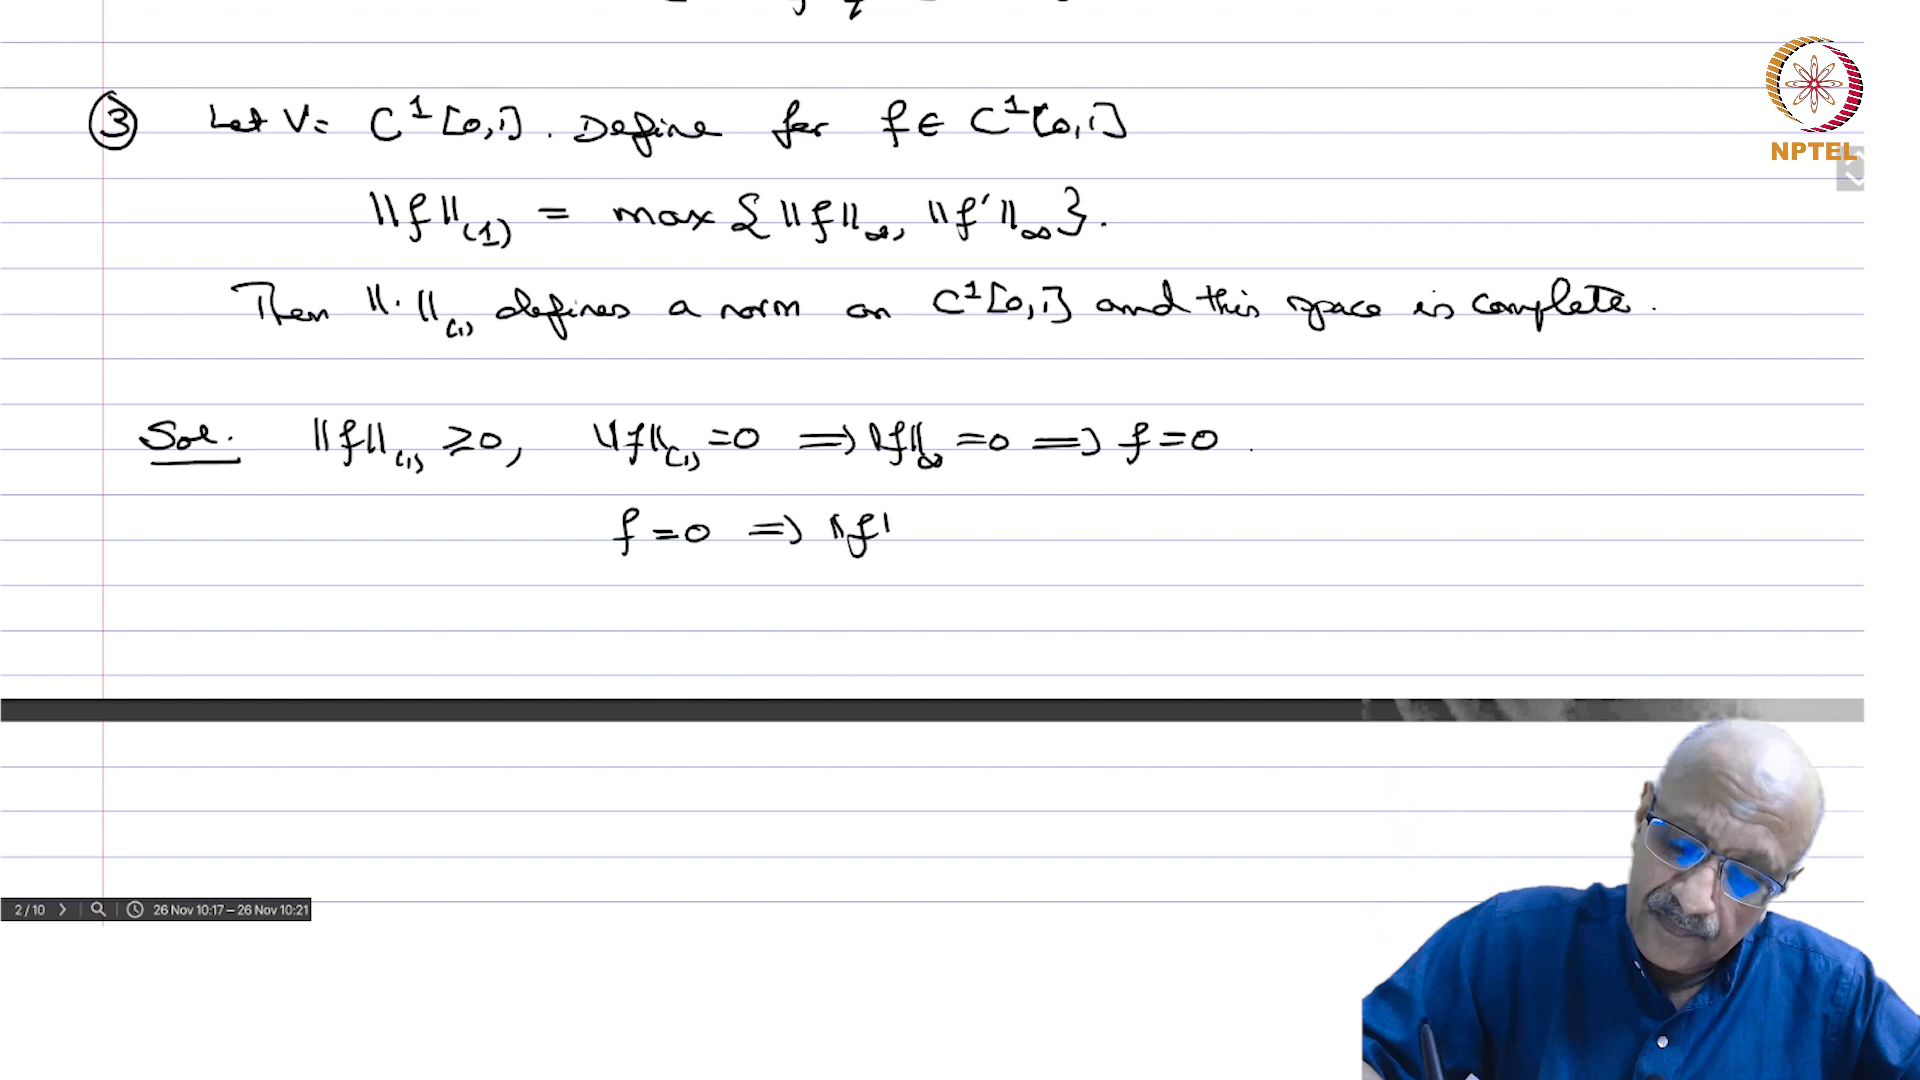 NPTEL
③ Let V = C¹[0,1]. Define for f ∈ C¹[0,1]
‖f‖₍₁₎ = max {‖f‖∞, ‖f′‖∞}.
Then ‖·‖₍₁₎ defines a norm on C¹[0,1] and this space is complete.
Sol. ‖f‖₍₁₎ ≥ 0, ‖f‖₍₁₎ = 0 ⟹ ‖f‖∞ = 0 ⟹ f = 0.
f = 0 ⟹ ‖f
2 / 10 26 Nov 10:17 – 26 Nov 10:21